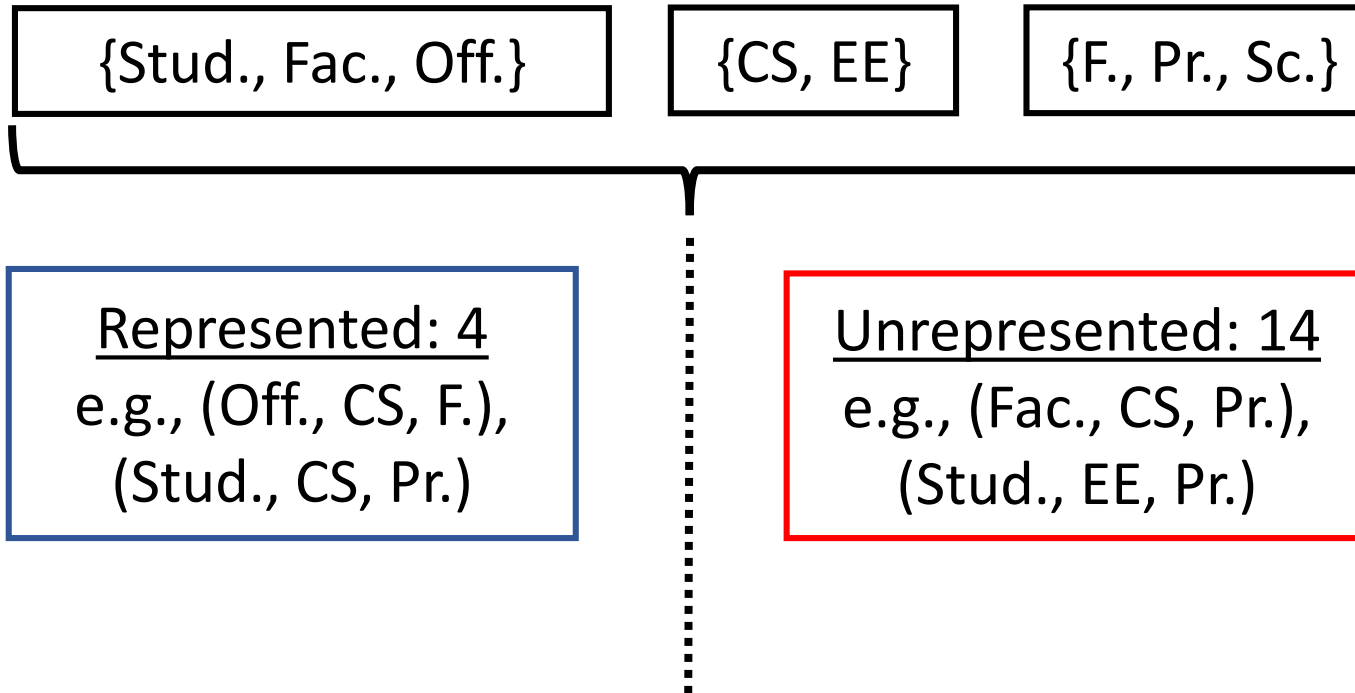 {Stud., Fac., Off.} {CS, EE} {F., Pr., Sc.}
Represented: 4
e.g., (Off., CS, F.),
(Stud., CS, Pr.)
Unrepresented: 14
e.g., (Fac., CS, Pr.),
(Stud., EE, Pr.)